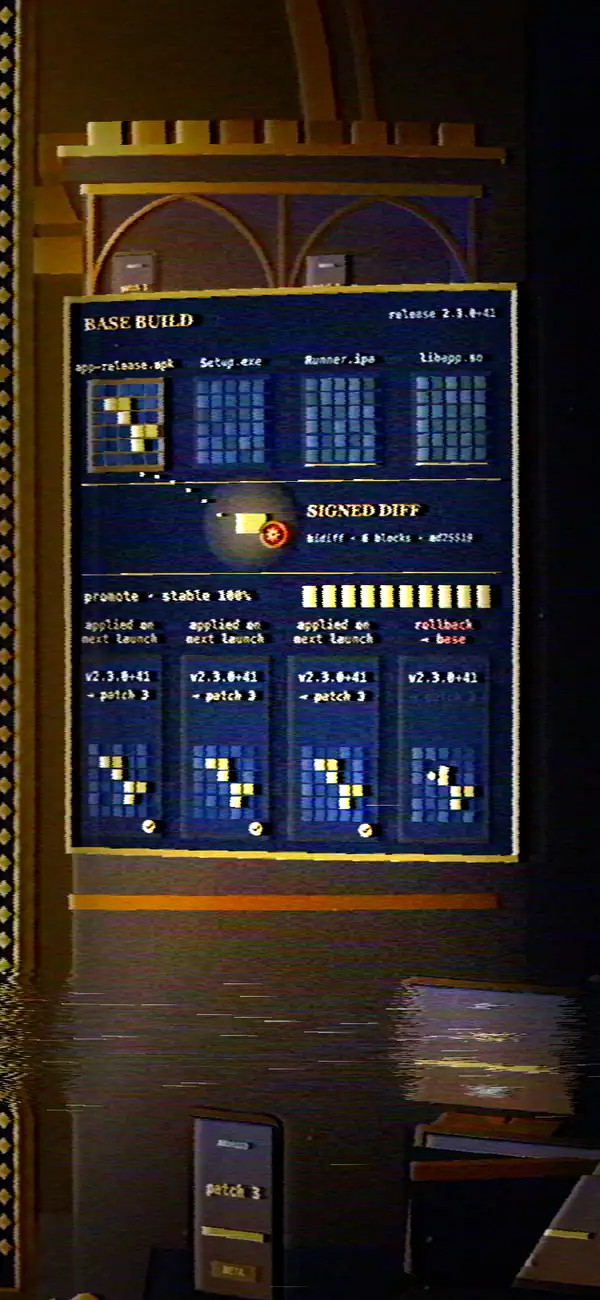 BASE BUILD
release 2.3.0+41
app-release.apk
Setup.exe
Runner.ipa
libapp.so
SIGNED DIFF
bidiff · 6 blocks · ed25519
promote · stable 100%
applied on
next launch
applied on
next launch
applied on
next launch
rollback
→ base
v2.3.0+41
→ patch 3
v2.3.0+41
→ patch 3
v2.3.0+41
→ patch 3
v2.3.0+41
patch 3
BETA